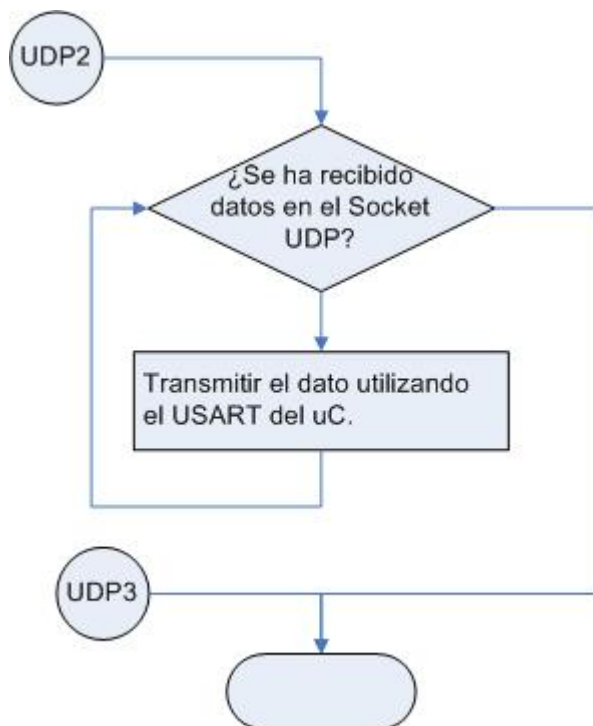 UDP2
¿Se ha recibido
datos en el Socket
UDP?
Transmitir el dato utilizando
el USART del uC.
UDP3